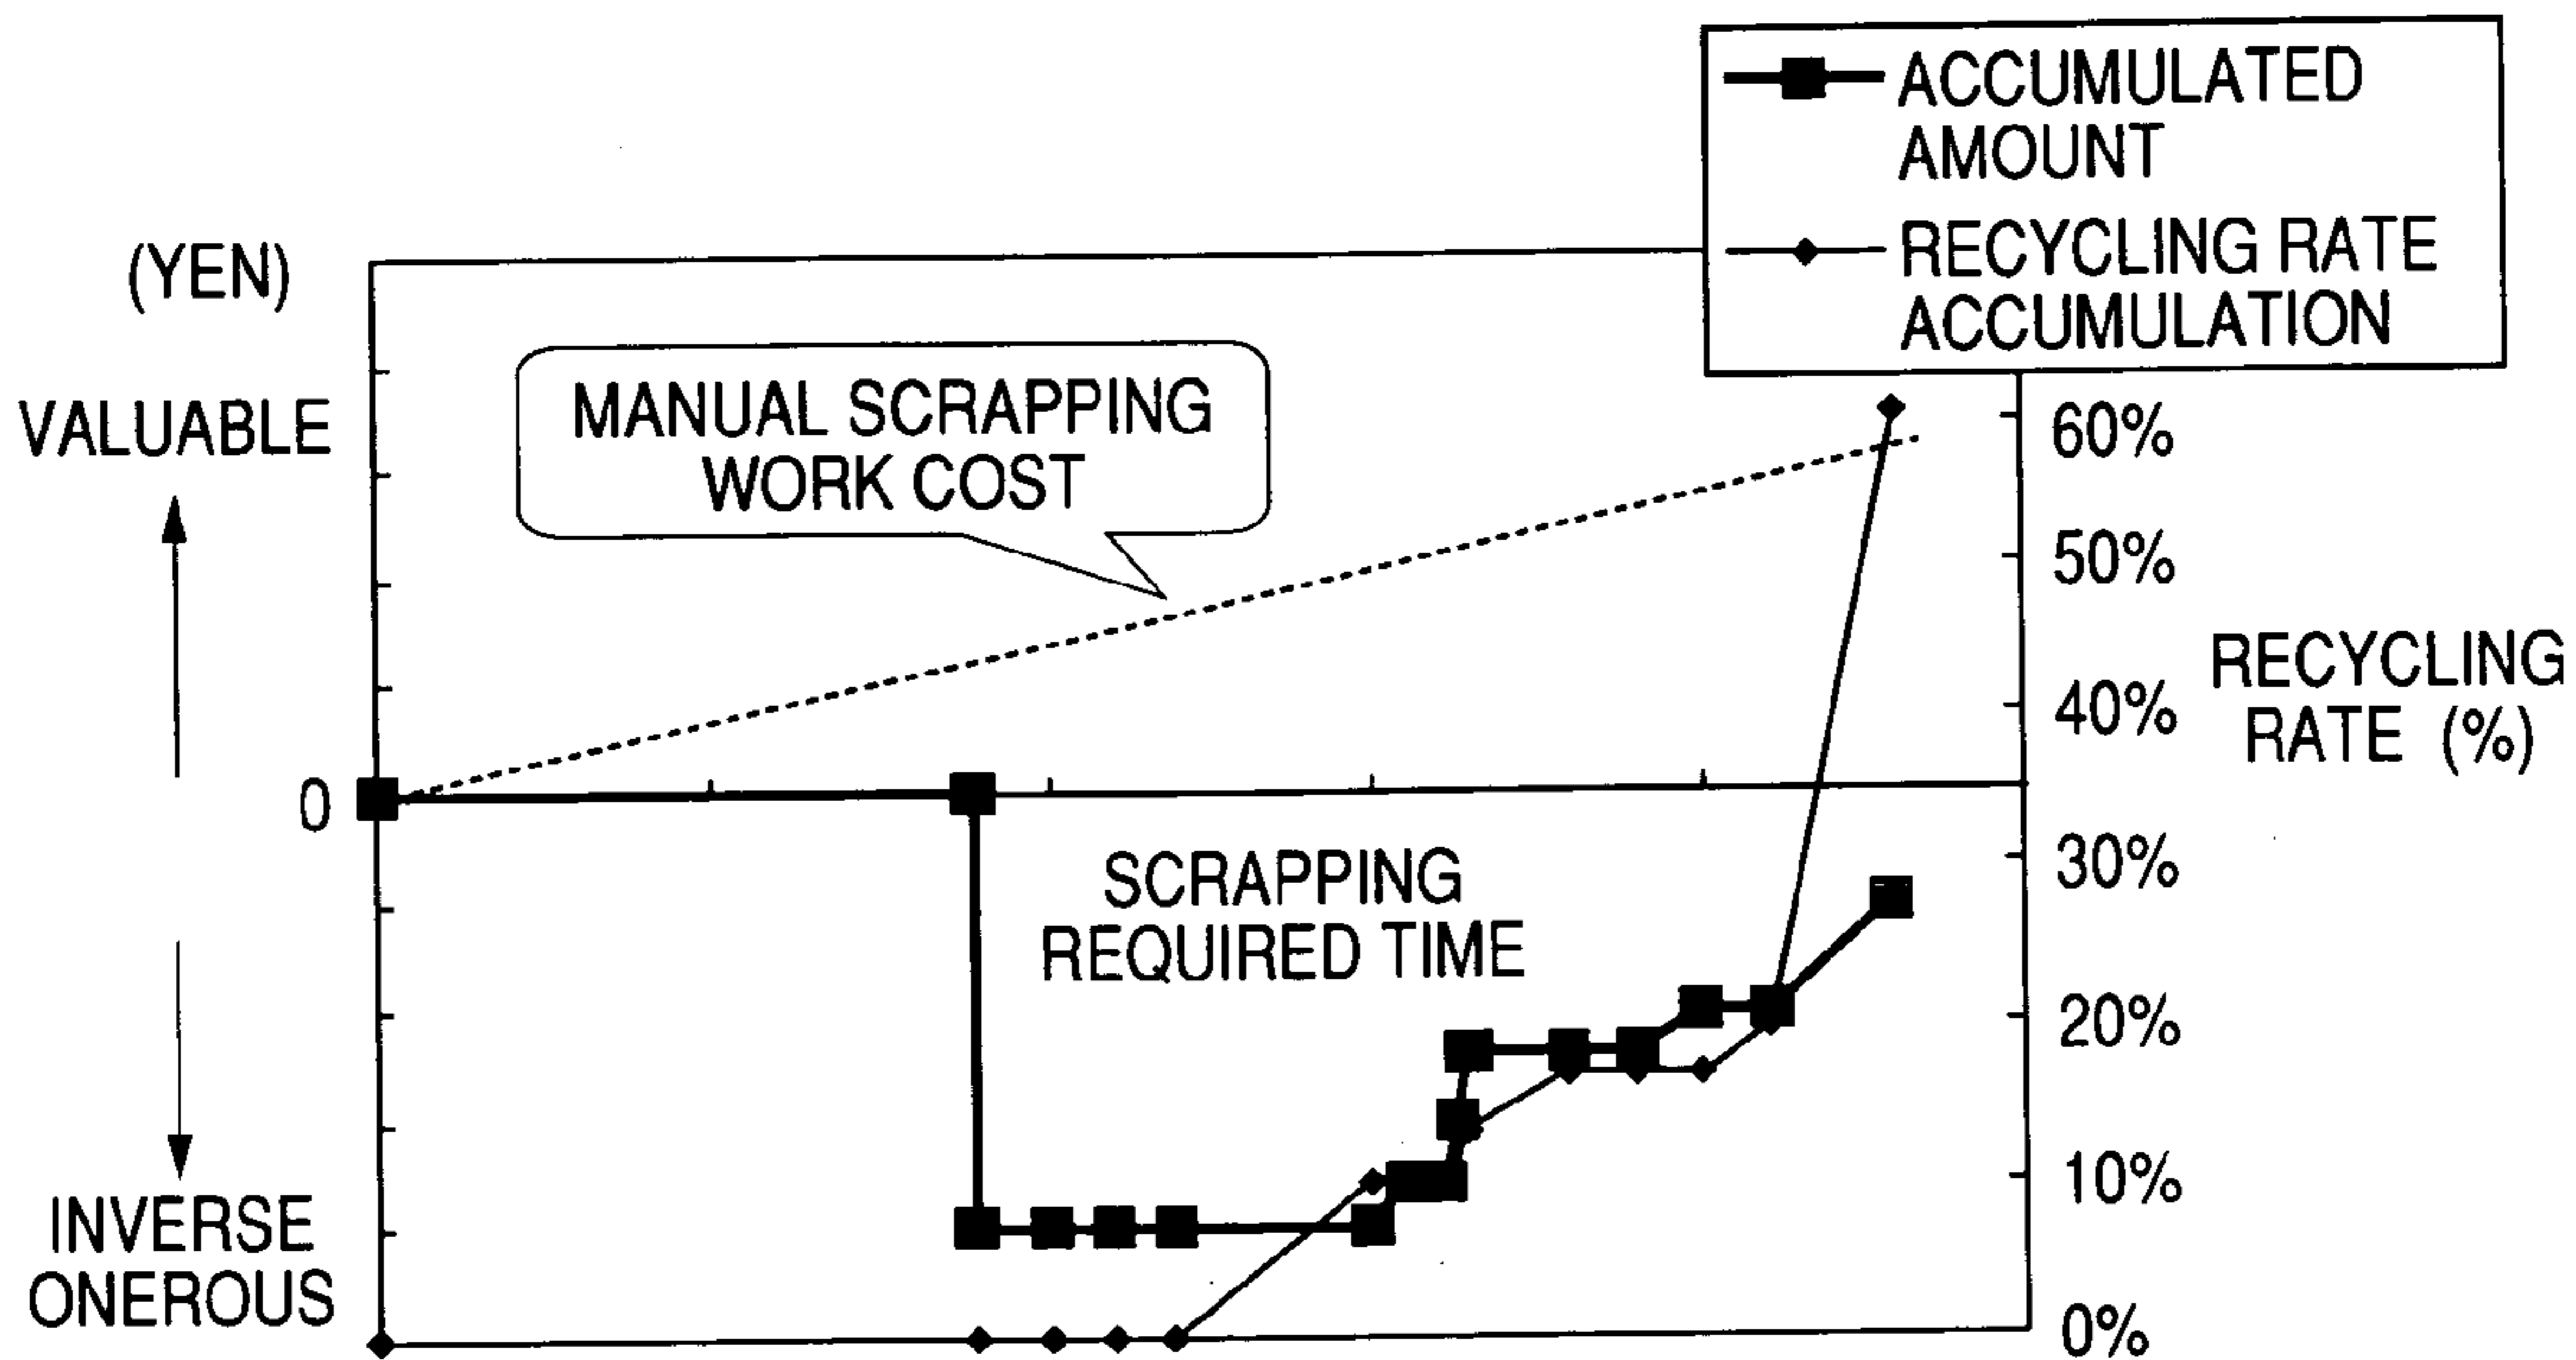 ACCUMULATED
AMOUNT
RECYCLING RATE
ACCUMULATION
(YEN)
VALUABLE
0
INVERSE
ONEROUS
MANUAL SCRAPPING
WORK COST
SCRAPPING
REQUIRED TIME
60%
50%
40%
30%
20%
10%
0%
RECYCLING
RATE (%)